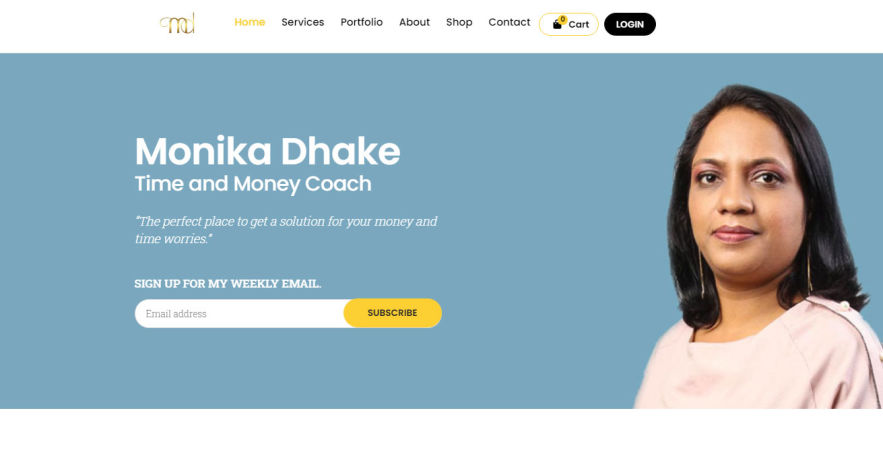 md
Home Services Portfolio About Shop Contact 0 Cart LOGIN
Monika Dhake
Time and Money Coach
"The perfect place to get a solution for your money and
time worries."
SIGN UP FOR MY WEEKLY EMAIL.
Email address SUBSCRIBE